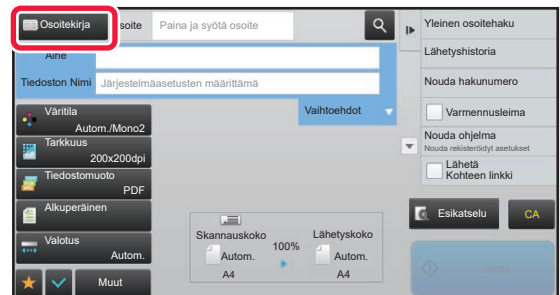 Osoitekirja
soite
Paina ja syötä osoite
Aine
Tiedoston Nimi
Järjestelmäasetusten määrittämä
Vaihtoehdot
Väritila
Autom./Mono2
Tarkkuus
200x200dpi
Tiedostomuoto
PDF
Alkuperäinen
Valotus
Autom.
Muut
Skannauskoko
Autom.
A4
100%
Lähetyskoko
Autom.
A4
Yleinen osoitehaku
Lähetyshistoria
Nouda hakunumero
Varmennusleima
Nouda ohjelma
Nouda rekisteröidyt asetukset
Lähetä
Kohteen linkki
Esikatselu
CA